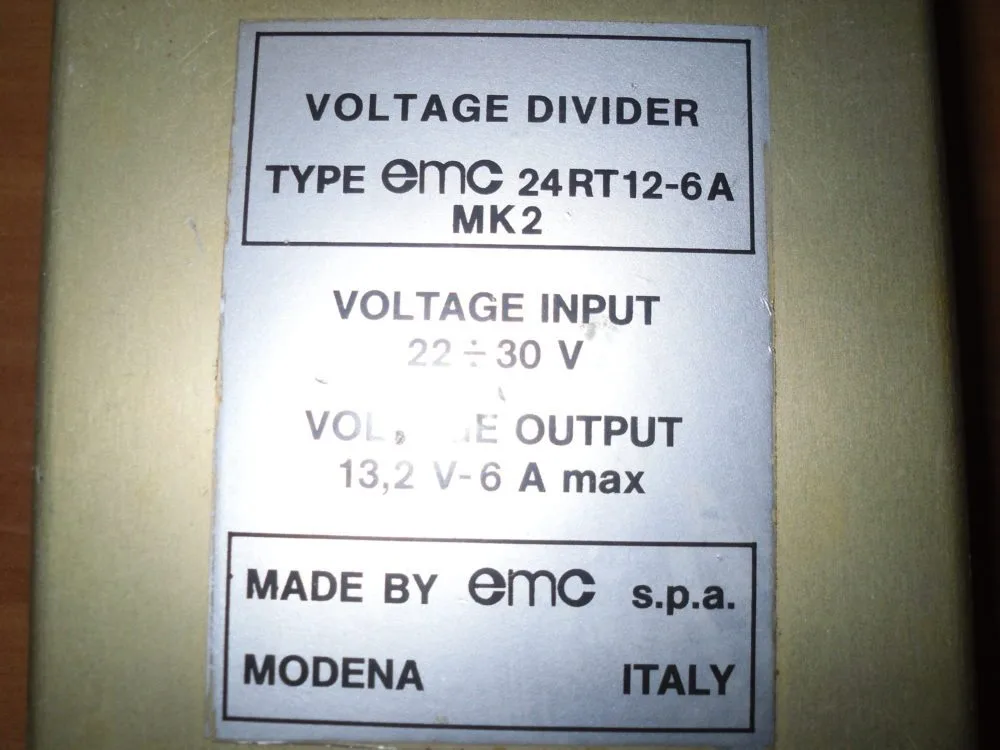 VOLTAGE DIVIDER
TYPE emc 24RT12-6A
MK2
VOLTAGE INPUT
22÷30 V
VOLTAGE OUTPUT
13,2 V-6 A max
MADE BY emc s.p.a.
MODENA ITALY